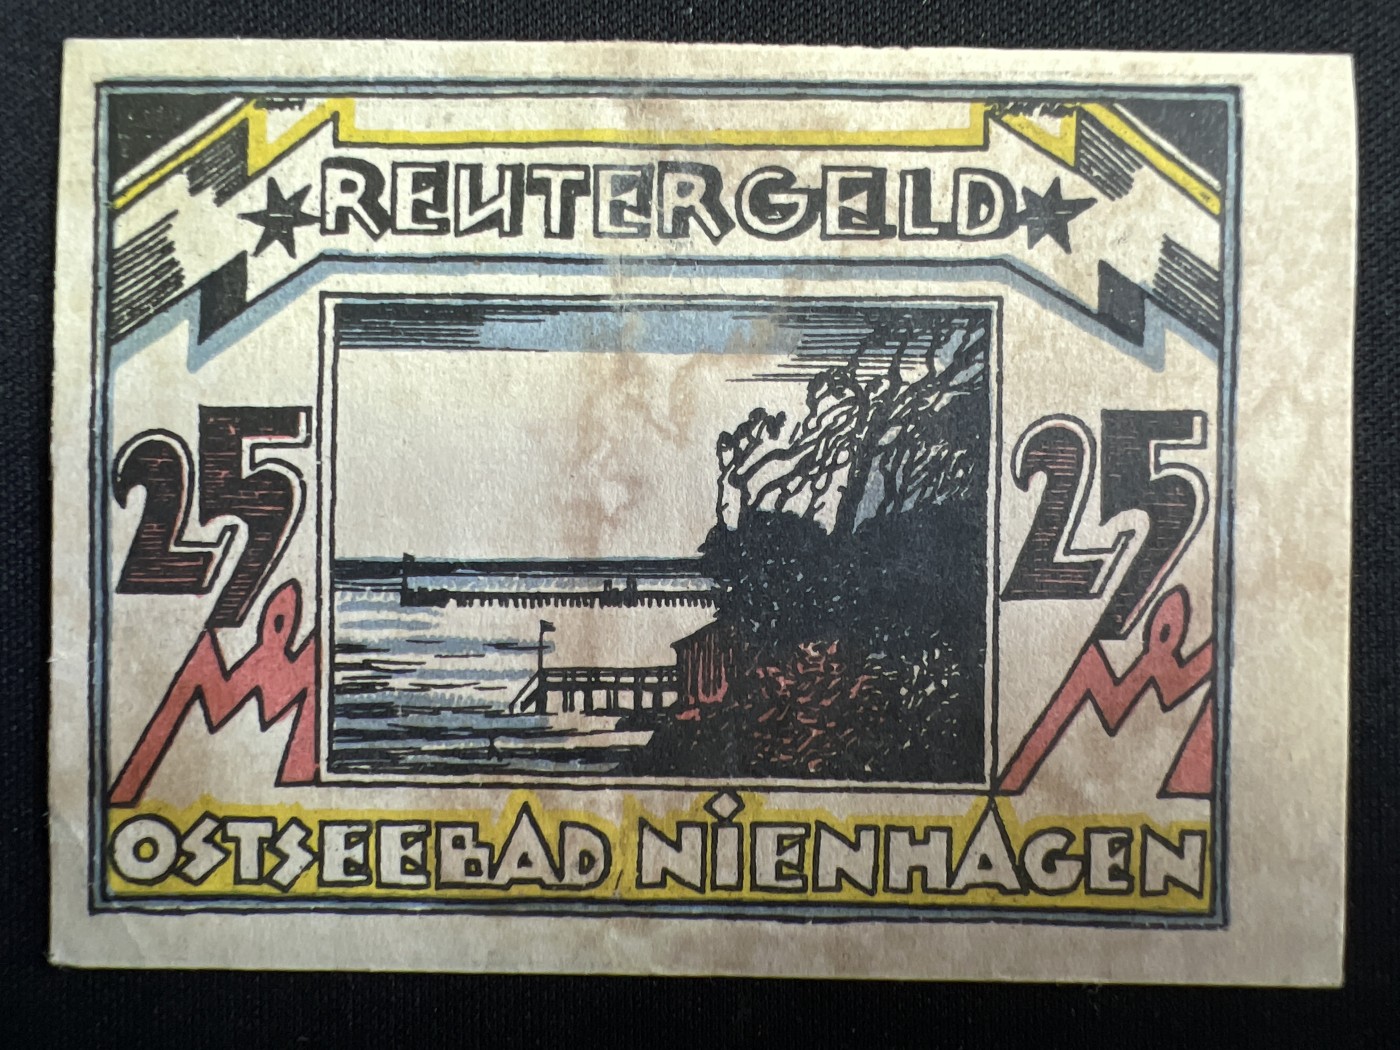 ★REUTERGELD★
25 25
M M
OSTSEEBAD NIENHAGEN